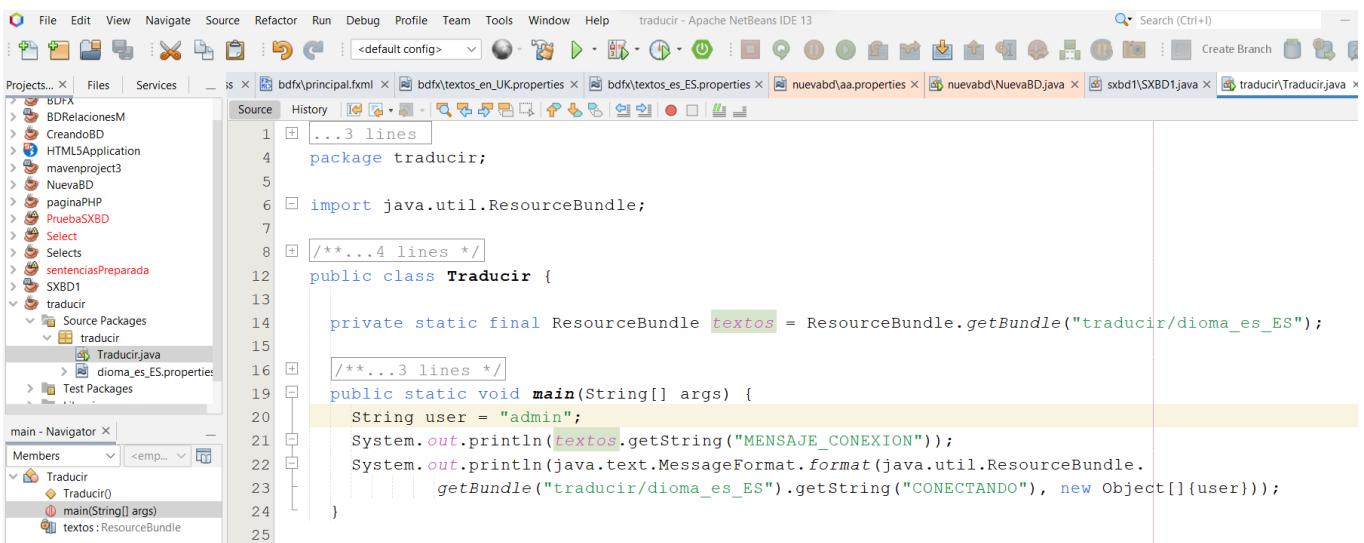 File Edit View Navigate Source Refactor Run Debug Profile Team Tools Window Help traducir - Apache NetBeans IDE 13 Search (Ctrl+I)
<default config> Create Branch
Projects... × Files Services ss × bdfx\principal.fxml × bdfx\textos_en_UK.properties × bdfx\textos_es_ES.properties × nuevabd\aa.properties × nuevabd\NuevaBD.java × sxbd1\SXBD1.java × traducir\Traducir.java ×
Source History
BDFX
BDRelacionesM
CreandoBD
HTML5Application
mavenproject3
NuevaBD
paginaPHP
PruebaSXBD
Select
Selects
sentenciasPreparada
SXBD1
traducir
Source Packages
traducir
Traducir.java
dioma_es_ES.properties
Test Packages
main - Navigator ×
Members <emp...
Traducir
Traducir()
main(String[] args)
textos : ResourceBundle
1 ...3 lines
4 package traducir;
5
6 import java.util.ResourceBundle;
7
8 /**...4 lines */
12 public class Traducir {
13
14 private static final ResourceBundle textos = ResourceBundle.getBundle("traducir/dioma_es_ES");
15
16 /**...3 lines */
19 public static void main(String[] args) {
20 String user = "admin";
21 System.out.println(textos.getString("MENSAJE_CONEXION"));
22 System.out.println(java.text.MessageFormat.format(java.util.ResourceBundle.
23 getBundle("traducir/dioma_es_ES").getString("CONECTANDO"), new Object[]{user}));
24 }
25